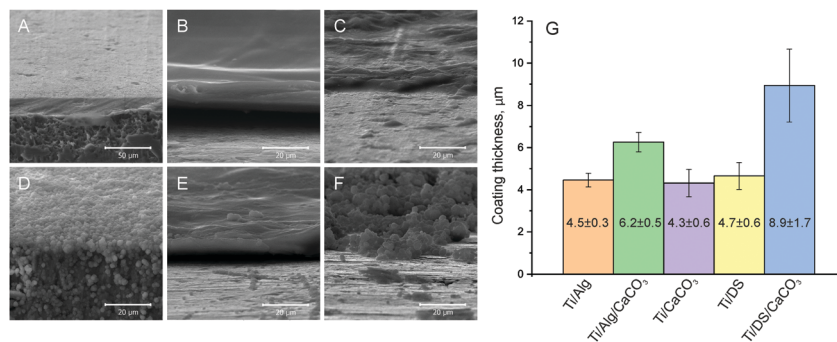 A
B
C
50 µm
20 µm
20 µm
D
E
F
20 µm
20 µm
20 µm
G
Coating thickness, µm
12
10
8
6
4
2
0
4.5±0.3
6.2±0.5
4.3±0.6
4.7±0.6
8.9±1.7
Ti/Alg
Ti/Alg/CaCO₃
Ti/CaCO₃
Ti/DS
Ti/DS/CaCO₃